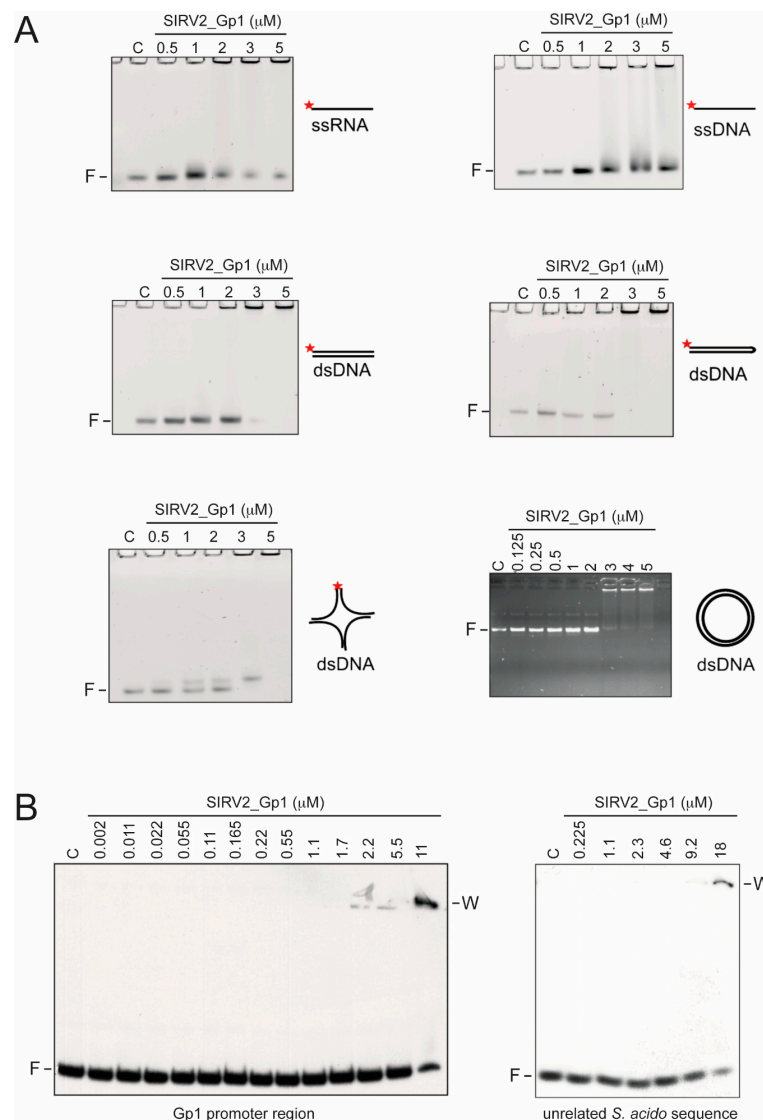 A
SIRV2_Gp1 (µM)
C 0.5 1 2 3 5
F
ssRNA
SIRV2_Gp1 (µM)
C 0.5 1 2 3 5
F
ssDNA
SIRV2_Gp1 (µM)
C 0.5 1 2 3 5
F
dsDNA
SIRV2_Gp1 (µM)
C 0.5 1 2 3 5
F
dsDNA
SIRV2_Gp1 (µM)
C 0.5 1 2 3 5
F
dsDNA
SIRV2_Gp1 (µM)
C 0.125 0.25 0.5 1 2 3 4 5
F
dsDNA
B
SIRV2_Gp1 (µM)
C 0.002 0.011 0.022 0.055 0.11 0.165 0.22 0.55 1.1 1.7 2.2 5.5 11
W
F
Gp1 promoter region
SIRV2_Gp1 (µM)
C 0.225 1.1 2.3 4.6 9.2 18
W
F
unrelated S. acido sequence